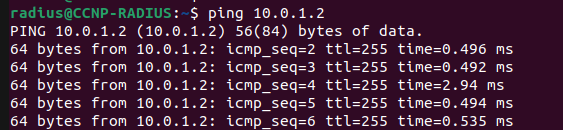 radius@CCNP-RADIUS:~$ ping 10.0.1.2
PING 10.0.1.2 (10.0.1.2) 56(84) bytes of data.
64 bytes from 10.0.1.2: icmp_seq=2 ttl=255 time=0.496 ms
64 bytes from 10.0.1.2: icmp_seq=3 ttl=255 time=0.492 ms
64 bytes from 10.0.1.2: icmp_seq=4 ttl=255 time=2.94 ms
64 bytes from 10.0.1.2: icmp_seq=5 ttl=255 time=0.494 ms
64 bytes from 10.0.1.2: icmp_seq=6 ttl=255 time=0.535 ms